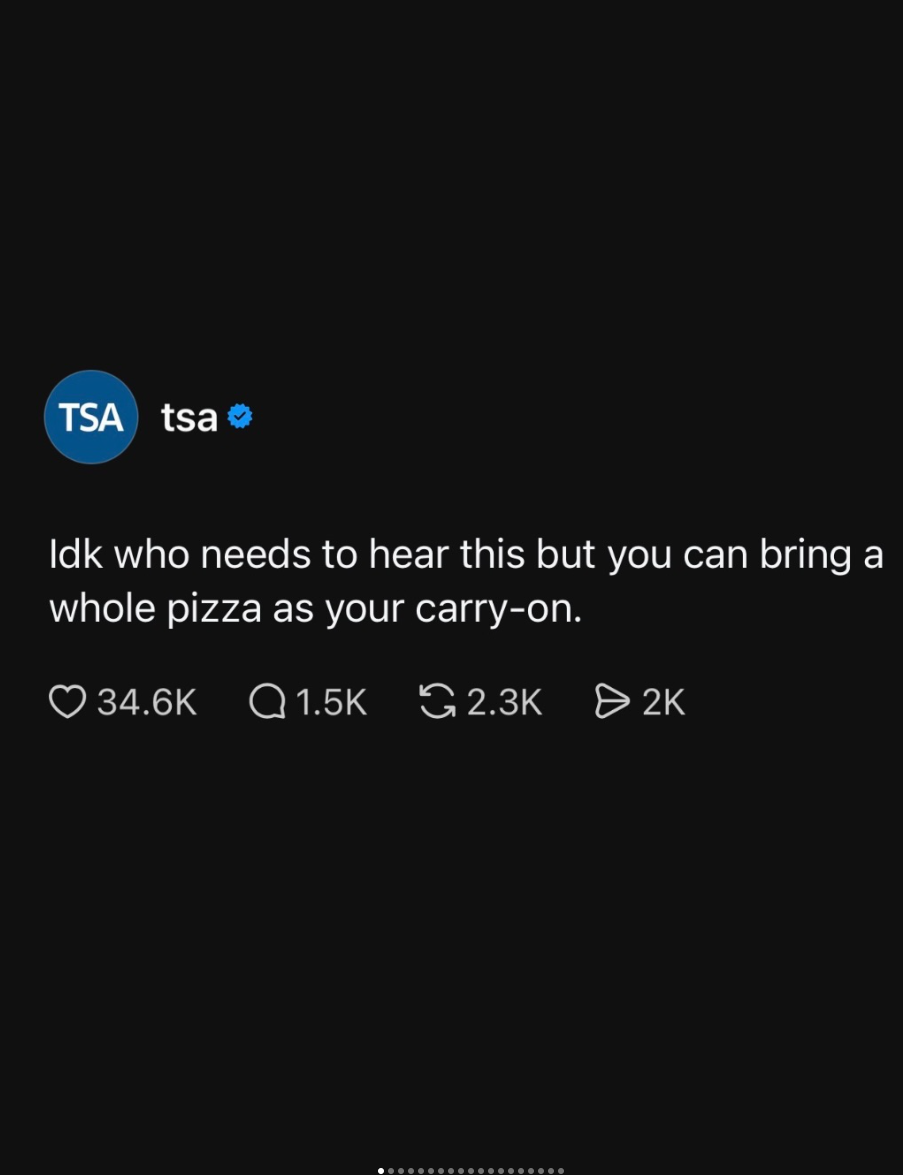 TSA
tsa
Idk who needs to hear this but you can bring a
whole pizza as your carry-on.
34.6K 1.5K 2.3K 2K